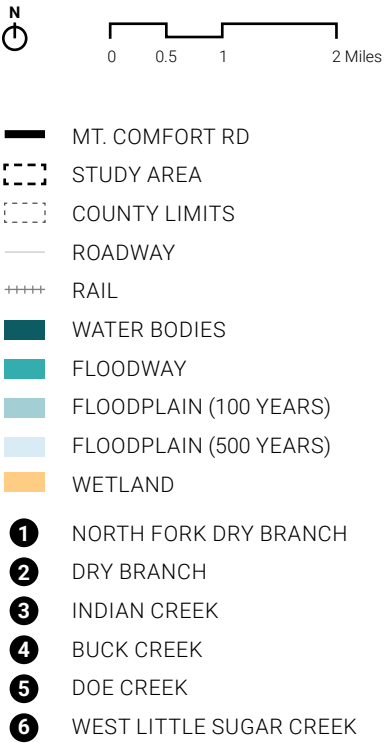 N
0 0.5 1 2 Miles
MT. COMFORT RD
STUDY AREA
COUNTY LIMITS
ROADWAY
RAIL
WATER BODIES
FLOODWAY
FLOODPLAIN (100 YEARS)
FLOODPLAIN (500 YEARS)
WETLAND
1 NORTH FORK DRY BRANCH
2 DRY BRANCH
3 INDIAN CREEK
4 BUCK CREEK
5 DOE CREEK
6 WEST LITTLE SUGAR CREEK